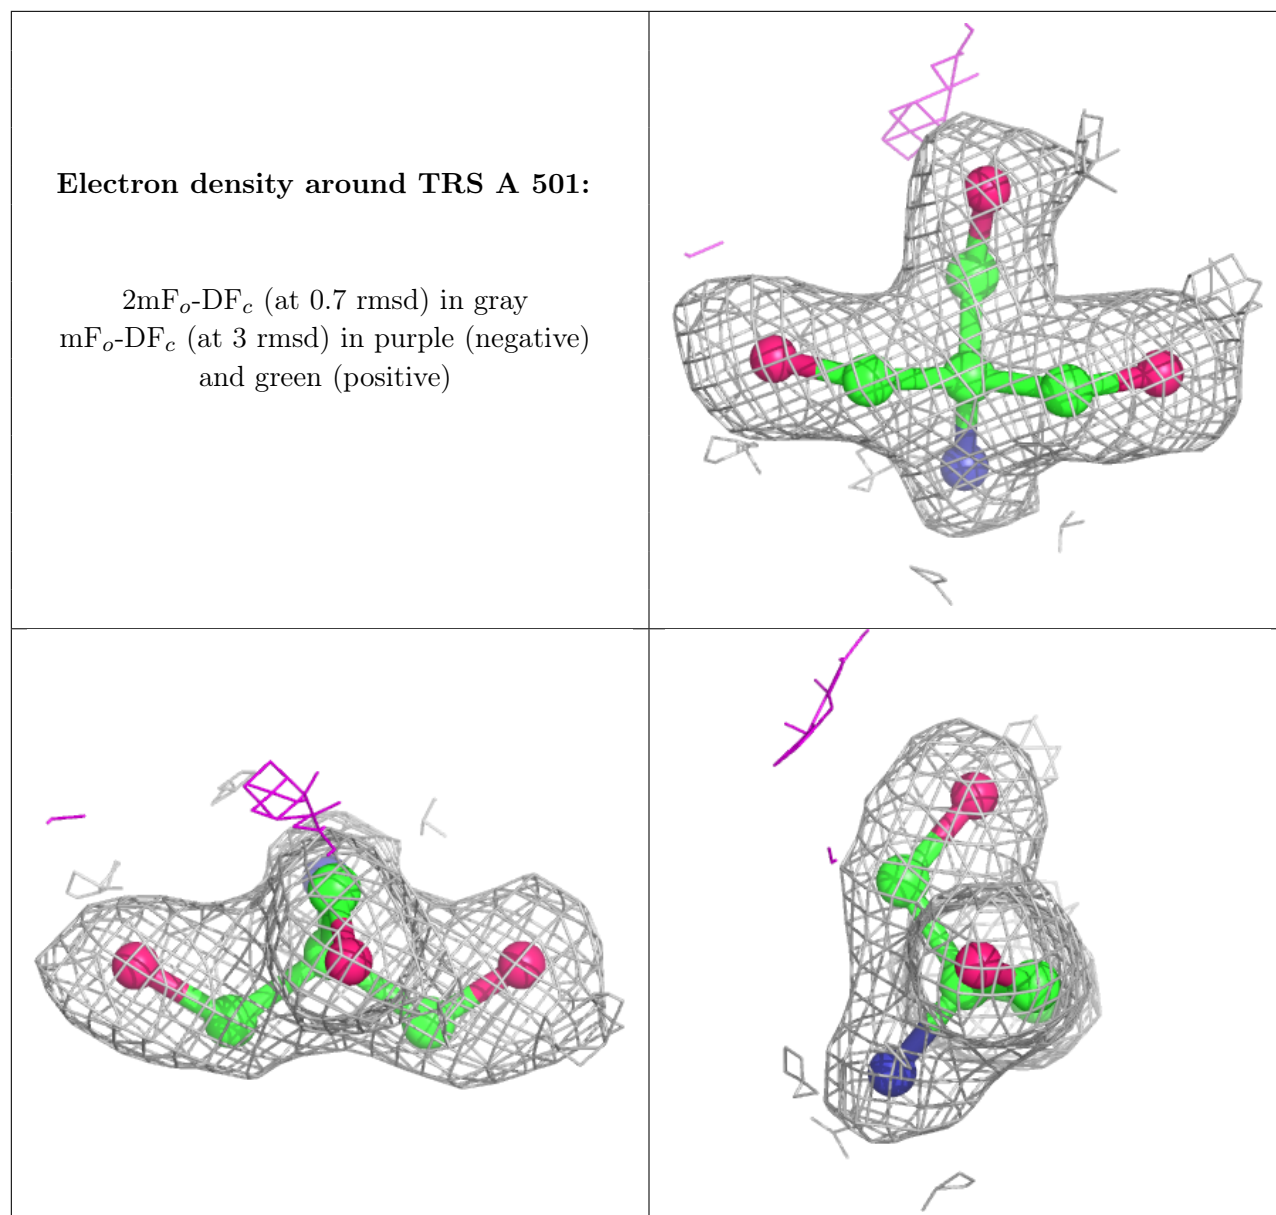 Electron density around TRS A 501:
2mFo-DFc (at 0.7 rmsd) in gray
mFo-DFc (at 3 rmsd) in purple (negative)
and green (positive)